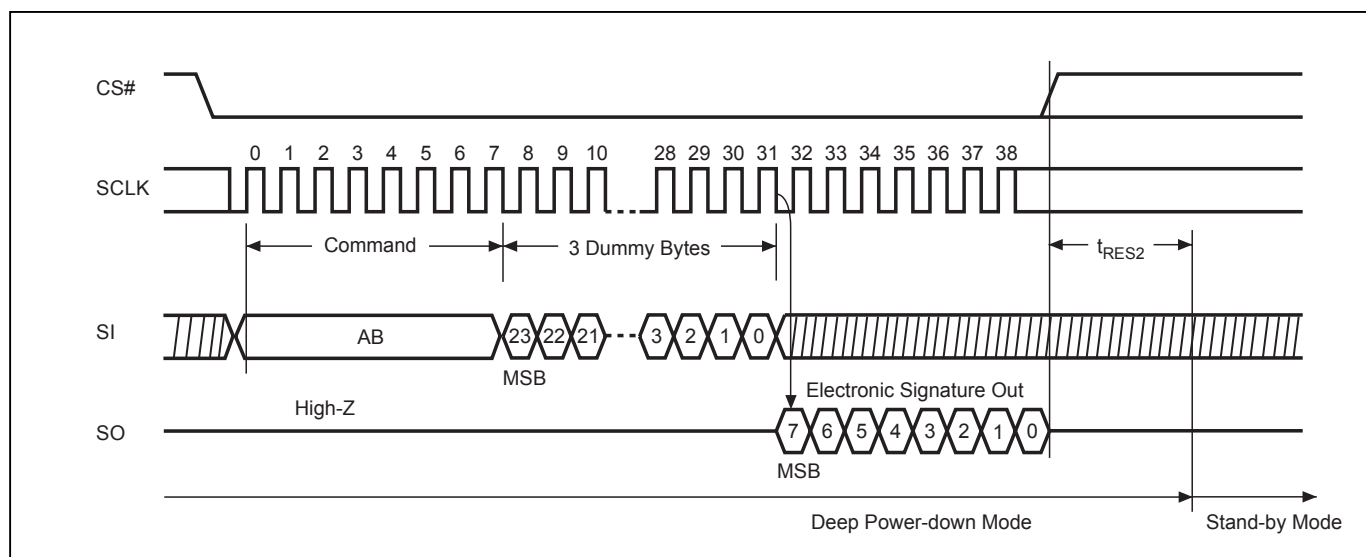 CS#
0 1 2 3 4 5 6 7 8 9 10 28 29 30 31 32 33 34 35 36 37 38
SCLK
Command 3 Dummy Bytes tRES2
SI AB 23 22 21 3 2 1 0
MSB
High-Z Electronic Signature Out
SO 7 6 5 4 3 2 1 0
MSB
Deep Power-down Mode Stand-by Mode